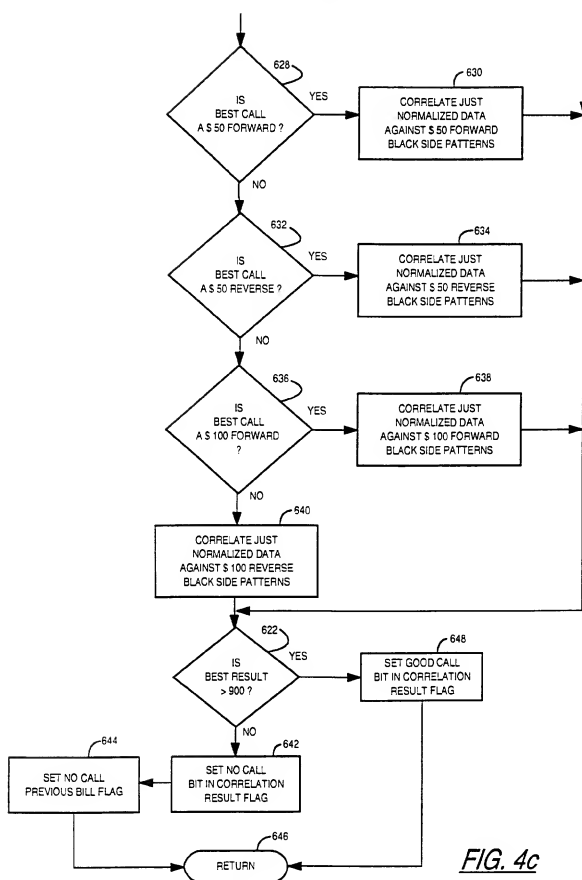 628
IS
BEST CALL
A $ 50 FORWARD ?
YES
630
CORRELATE JUST
NORMALIZED DATA
AGAINST $ 50 FORWARD
BLACK SIDE PATTERNS
NO
632
IS
BEST CALL
A $ 50 REVERSE ?
YES
634
CORRELATE JUST
NORMALIZED DATA
AGAINST $ 50 REVERSE
BLACK SIDE PATTERNS
NO
636
IS
BEST CALL
A $ 100 FORWARD
?
YES
638
CORRELATE JUST
NORMALIZED DATA
AGAINST $ 100 FORWARD
BLACK SIDE PATTERNS
NO
640
CORRELATE JUST
NORMALIZED DATA
AGAINST $ 100 REVERSE
BLACK SIDE PATTERNS
622
IS
BEST RESULT
> 900 ?
YES
648
SET GOOD CALL
BIT IN CORRELATION
RESULT FLAG
NO
644
SET NO CALL
PREVIOUS BILL FLAG
642
SET NO CALL
BIT IN CORRELATION
RESULT FLAG
646
RETURN
FIG. 4c